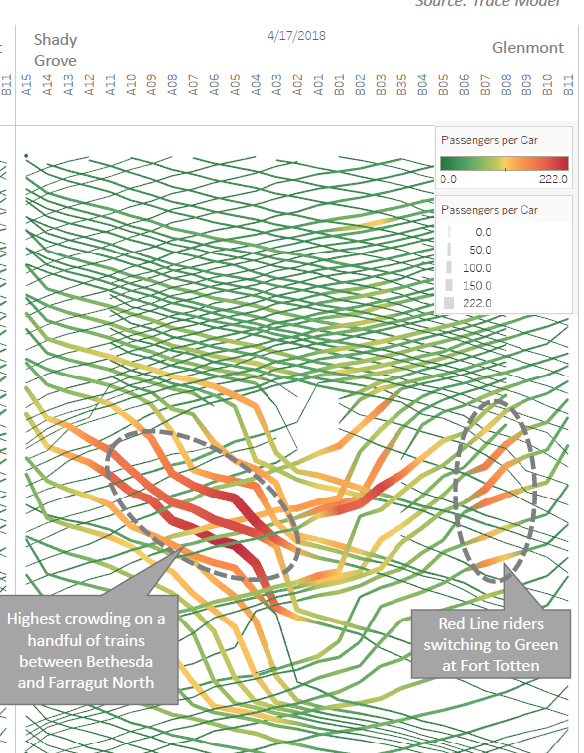 Source: Trace Model
t
Shady
Grove
4/17/2018
Glenmont
B11
A15
A14
A13
A12
A11
A10
A09
A08
A07
A06
A05
A04
A03
A02
A01
B01
B02
B03
B35
B04
B05
B06
B07
B08
B09
B10
B11
Passengers per Car
0.0 222.0
Passengers per Car
0.0
50.0
100.0
150.0
222.0
Highest crowding on a
handful of trains
between Bethesda
and Farragut North
Red Line riders
switching to Green
at Fort Totten